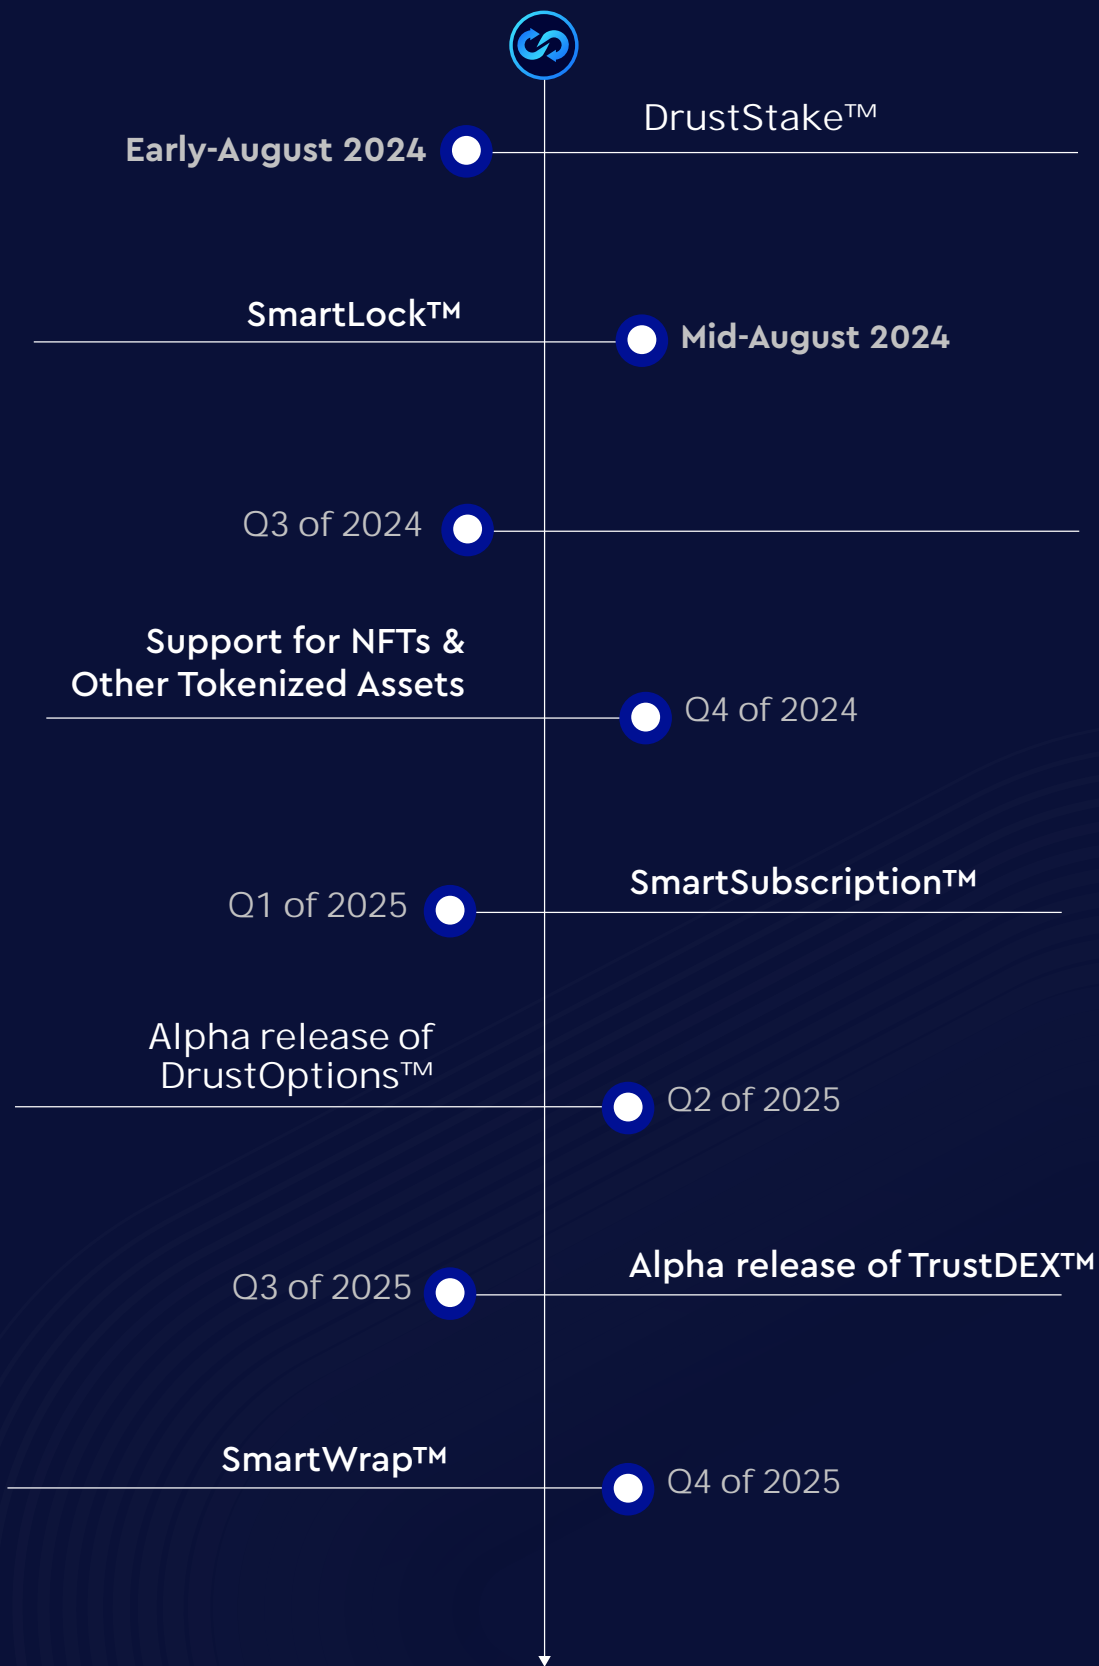 DrustStake™
Early-August 2024
SmartLock™
Mid-August 2024
Q3 of 2024
Support for NFTs &
Other Tokenized Assets
Q4 of 2024
SmartSubscription™
Q1 of 2025
Alpha release of
DrustOptions™
Q2 of 2025
Alpha release of TrustDEX™
Q3 of 2025
SmartWrap™
Q4 of 2025